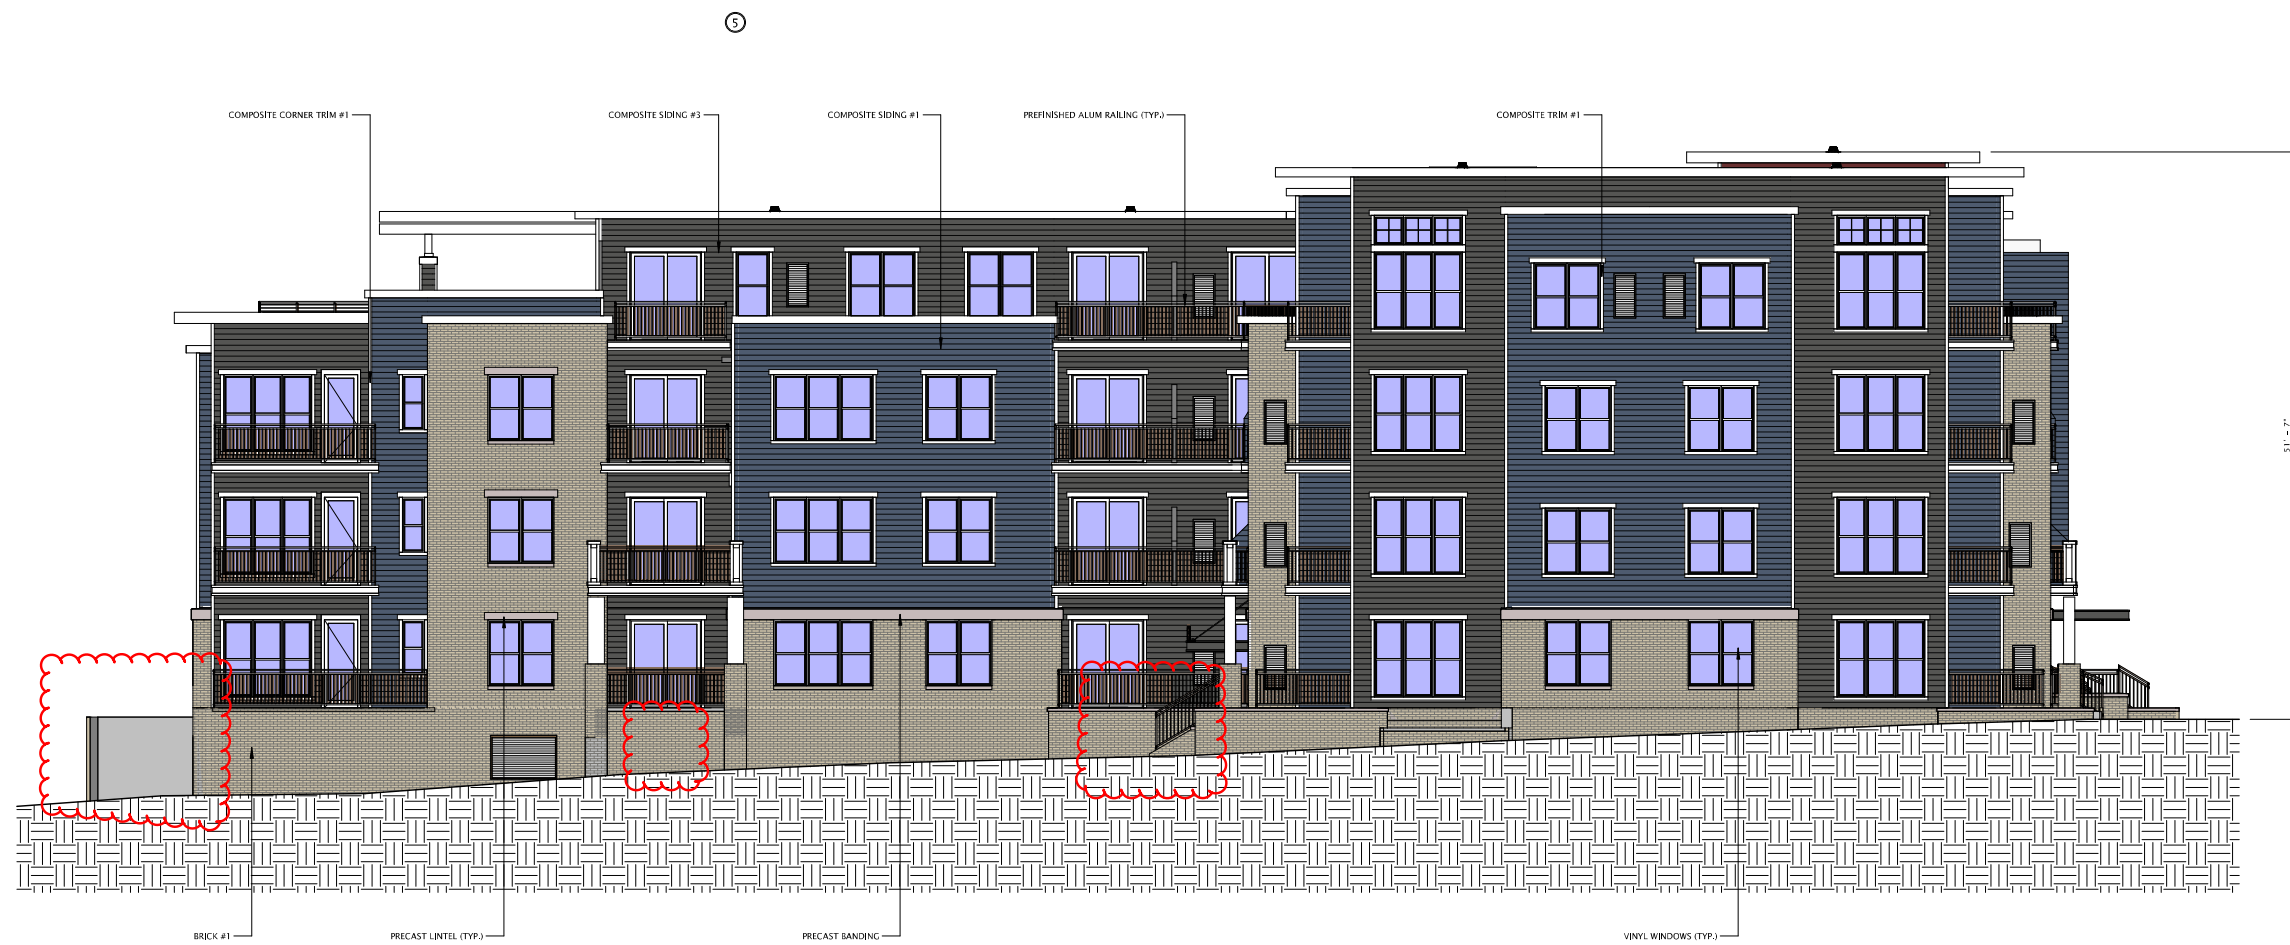 5
COMPOSITE CORNER TRIM #1
COMPOSITE SIDING #3
COMPOSITE SIDING #1
PREFINISHED ALUM RAILING (TYP.)
COMPOSITE TRIM #1
51' - 7"
BRICK #1
PRECAST LINTEL (TYP.)
PRECAST BANDING
VINYL WINDOWS (TYP.)